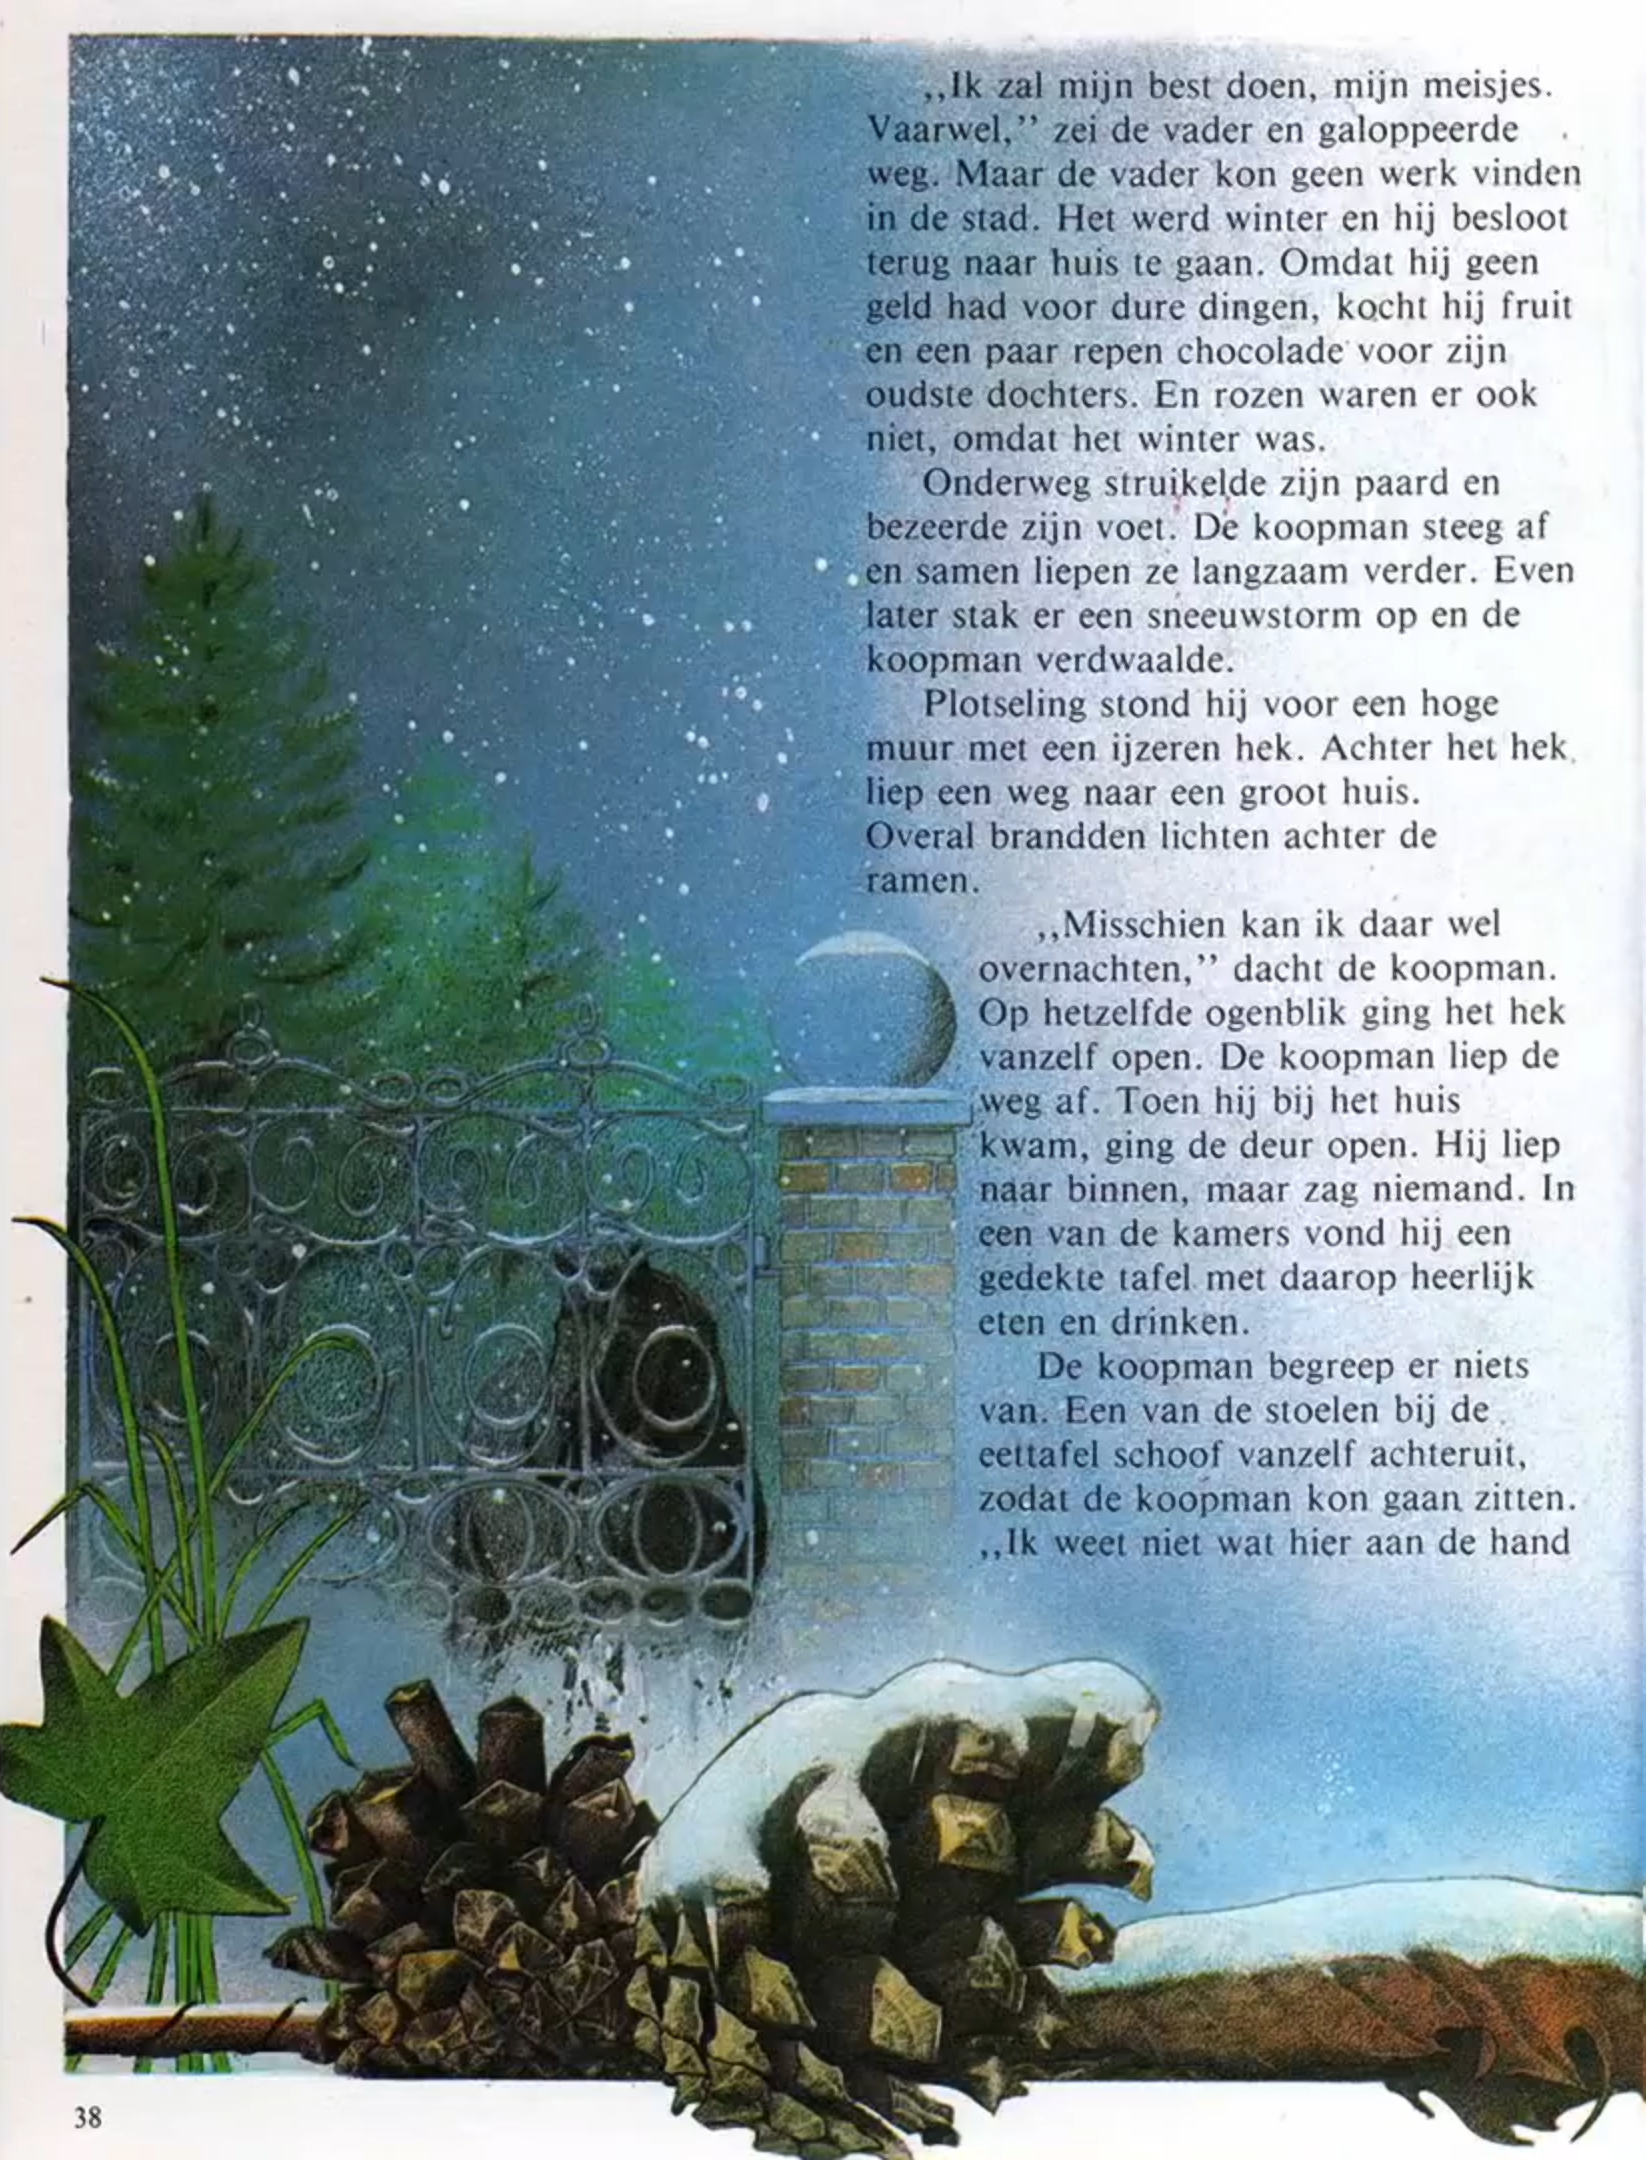 ,,Ik zal mijn best doen, mijn meisjes.
Vaarwel,’’ zei de vader en galoppeerde
weg. Maar de vader kon geen werk vinden
in de stad. Het werd winter en hij besloot
terug naar huis te gaan. Omdat hij geen
geld had voor dure dingen, kocht hij fruit
en een paar repen chocolade voor zijn
oudste dochters. En rozen waren er ook
niet, omdat het winter was.
Onderweg struikelde zijn paard en
bezeerde zijn voet. De koopman steeg af
en samen liepen ze langzaam verder. Even
later stak er een sneeuwstorm op en de
koopman verdwaalde.
Plotseling stond hij voor een hoge
muur met een ijzeren hek. Achter het hek
liep een weg naar een groot huis.
Overal brandden lichten achter de
ramen.
,,Misschien kan ik daar wel
overnachten,’’ dacht de koopman.
Op hetzelfde ogenblik ging het hek
vanzelf open. De koopman liep de
weg af. Toen hij bij het huis
kwam, ging de deur open. Hij liep
naar binnen, maar zag niemand. In
een van de kamers vond hij een
gedekte tafel met daarop heerlijk
eten en drinken.
De koopman begreep er niets
van. Een van de stoelen bij de
eettafel schoof vanzelf achteruit,
zodat de koopman kon gaan zitten.
,,Ik weet niet wat hier aan de hand
38